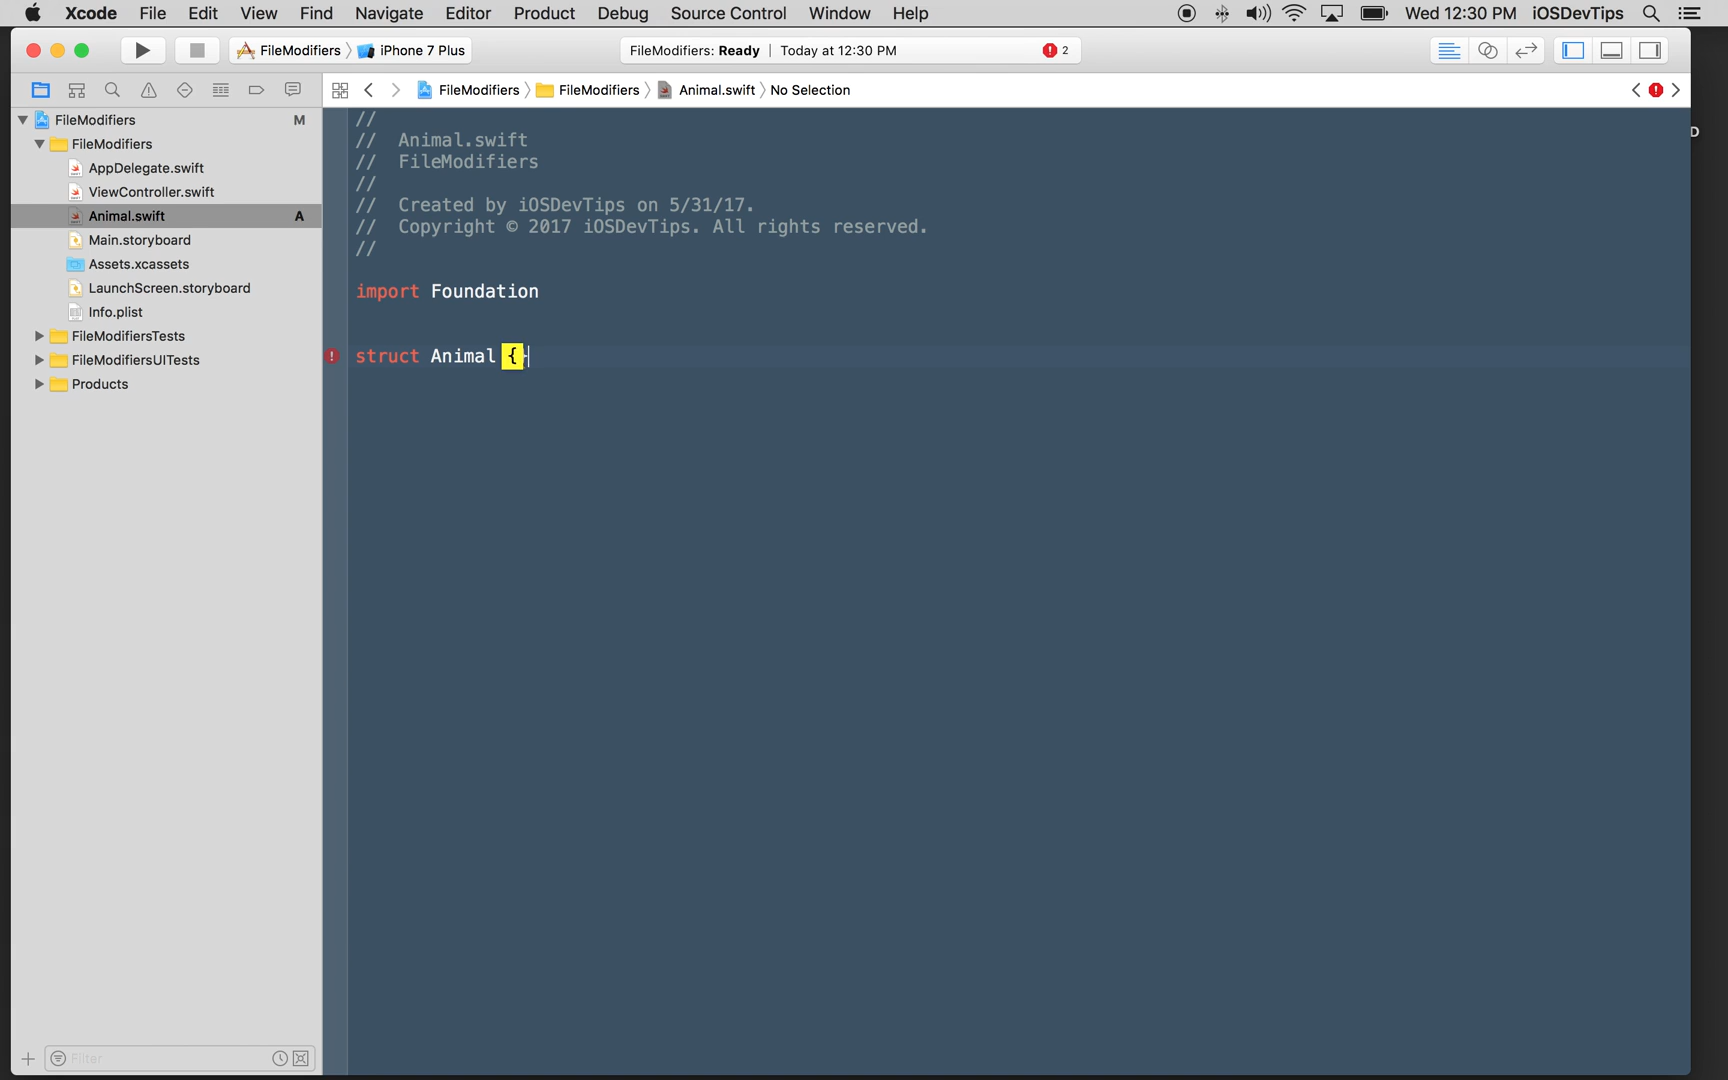 Xcode File Edit View Find Navigate Editor Product Debug Source Control Window Help Wed 12:30 PM iOSDevTips
FileModifiers iPhone 7 Plus FileModifiers: Ready | Today at 12:30 PM 2
FileModifiers FileModifiers Animal.swift No Selection
FileModifiers M
FileModifiers
AppDelegate.swift
ViewController.swift
Animal.swift A
Main.storyboard
Assets.xcassets
LaunchScreen.storyboard
Info.plist
FileModifiersTests
FileModifiersUITests
Products
Filter
//
// Animal.swift
// FileModifiers
//
// Created by iOSDevTips on 5/31/17.
// Copyright © 2017 iOSDevTips. All rights reserved.
//
import Foundation
struct Animal {
D